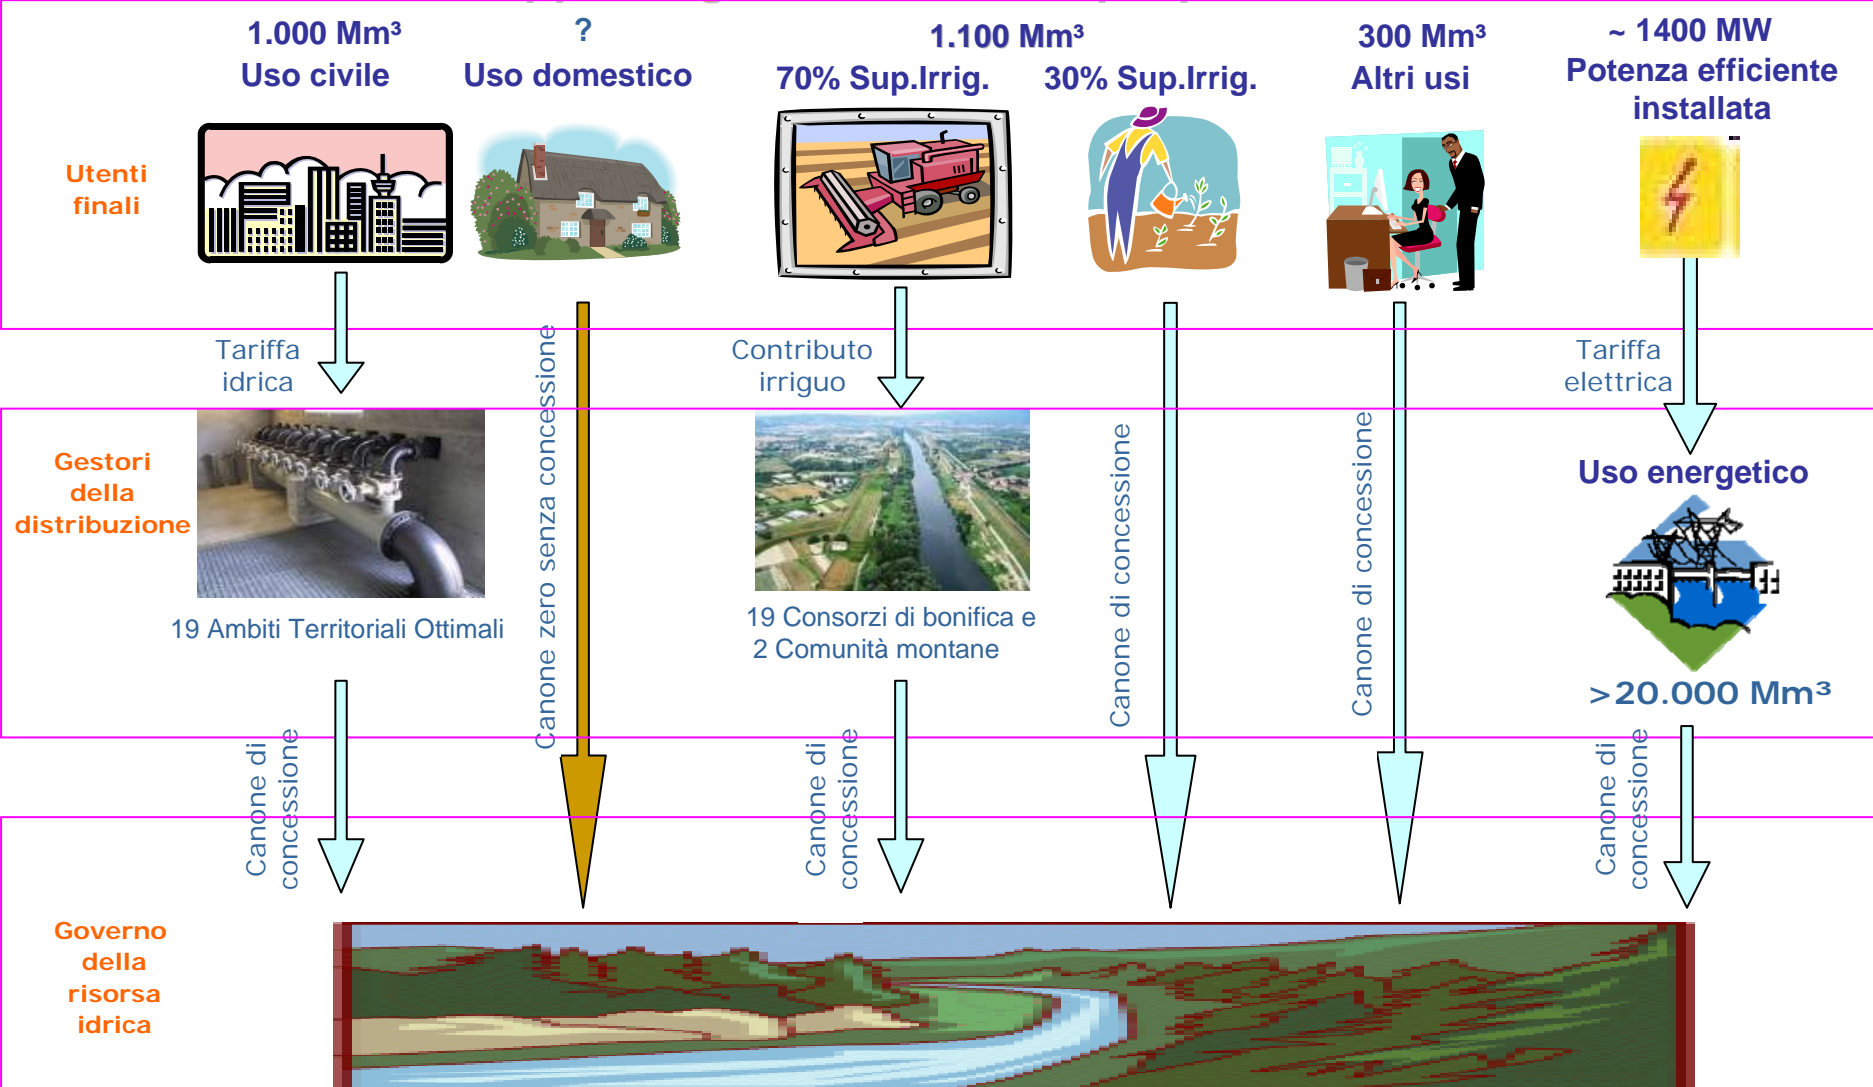 1.000 Mm³
Uso civile
?
Uso domestico
1.100 Mm³
70% Sup.Irrig.
30% Sup.Irrig.
300 Mm³
Altri usi
~ 1400 MW
Potenza efficiente
installata
Utenti
finali
Tariffa
idrica
Canone zero senza concessione
Contributo
irriguo
Canone di concessione
Canone di concessione
Tariffa
elettrica
Gestori
della
distribuzione
19 Ambiti Territoriali Ottimali
19 Consorzi di bonifica e
2 Comunità montane
Uso energetico
>20.000 Mm³
Canone di
concessione
Canone di
concessione
Canone di
concessione
Governo
della
risorsa
idrica